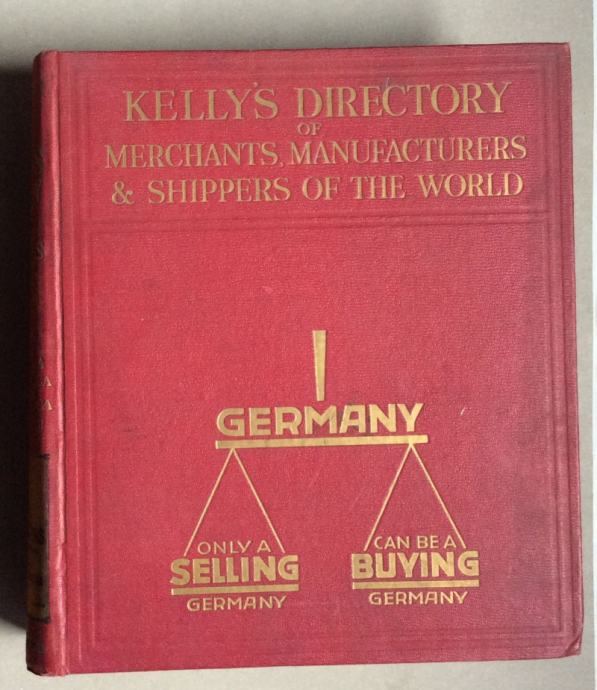 KELLY'S DIRECTORY
OF
MERCHANTS, MANUFACTURERS
& SHIPPERS OF THE WORLD
GERMANY
ONLY A
SELLING
GERMANY
CAN BE A
BUYING
GERMANY